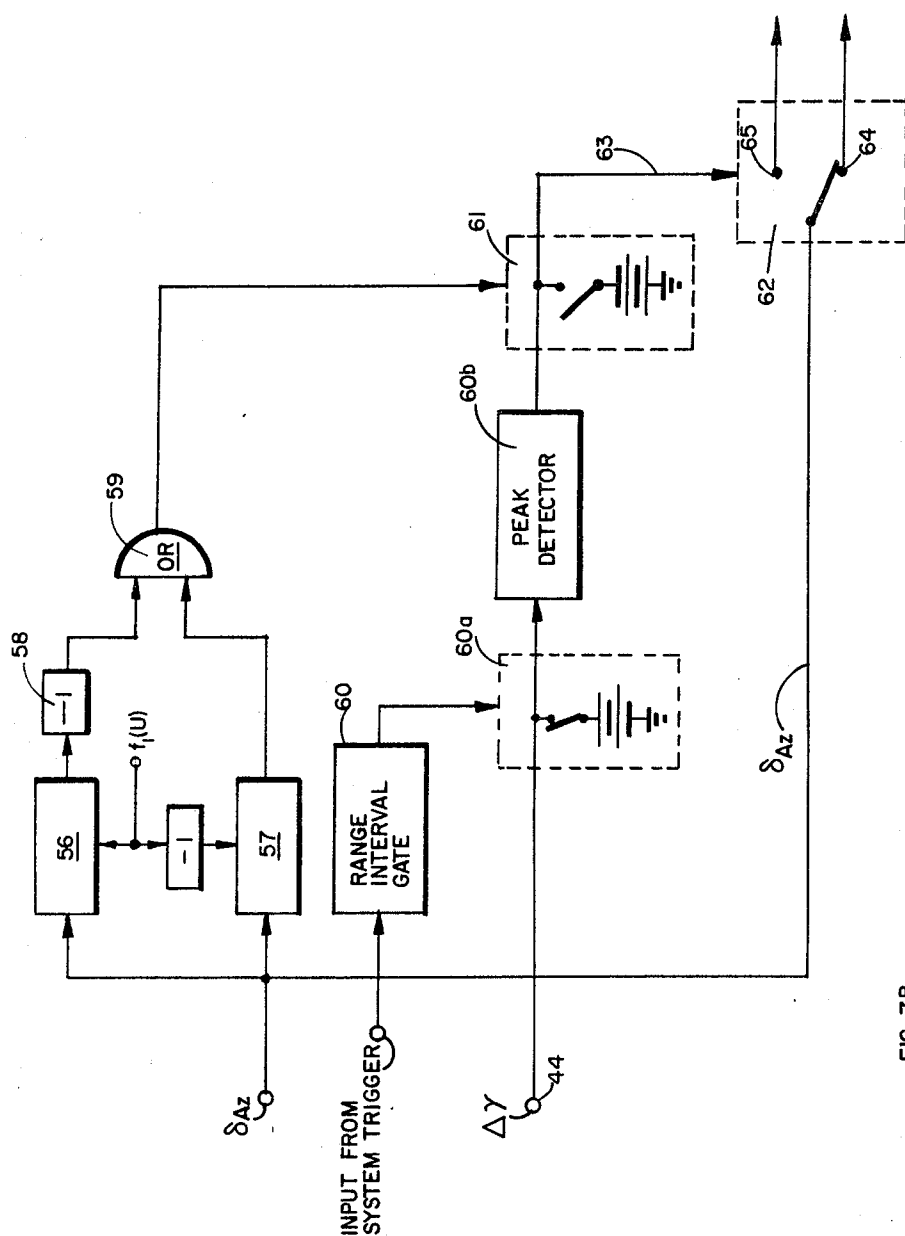 58
-1
59
OR
56
f₁(U)
-1
57
δAz
60
RANGE
INTERVAL
GATE
INPUT FROM
SYSTEM TRIGGER
60a
60b
PEAK
DETECTOR
61
63
65
62
64
Δγ
44
δAz
FIG. 7B